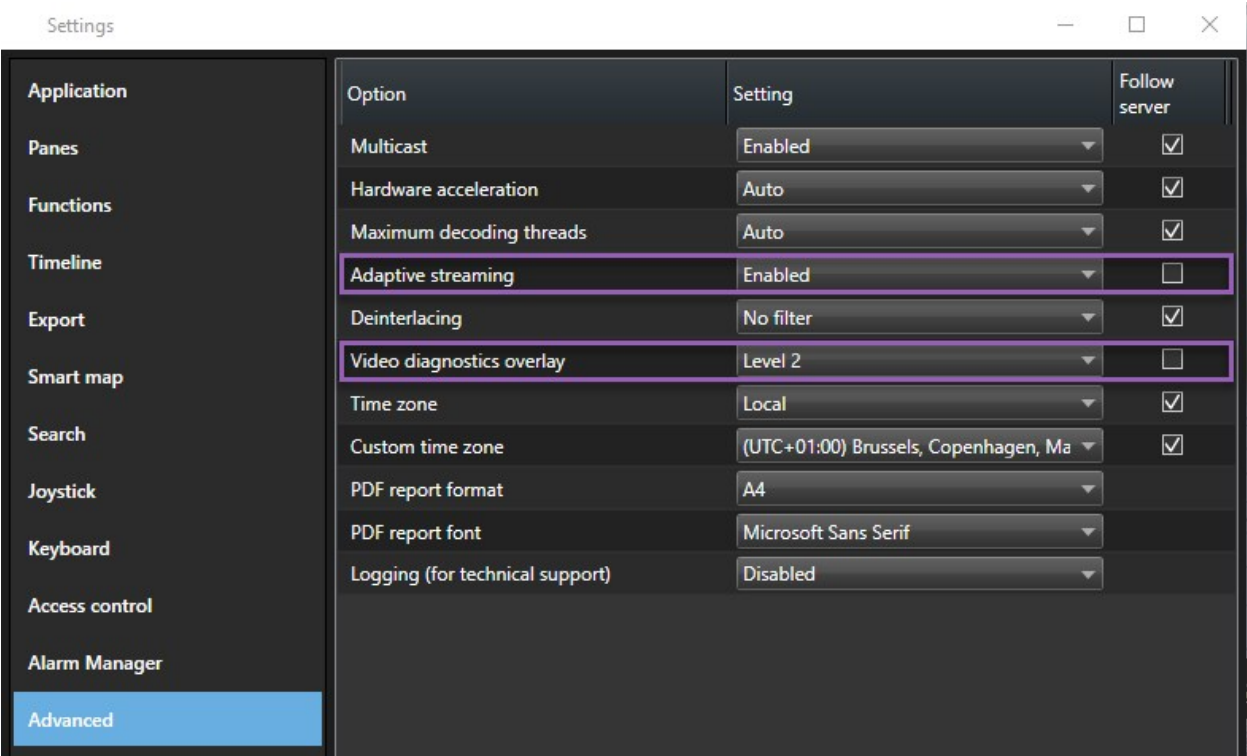 Settings
Application
Panes
Functions
Timeline
Export
Smart map
Search
Joystick
Keyboard
Access control
Alarm Manager
Advanced
Option Setting Follow server
Multicast Enabled
Hardware acceleration Auto
Maximum decoding threads Auto
Adaptive streaming Enabled
Deinterlacing No filter
Video diagnostics overlay Level 2
Time zone Local
Custom time zone (UTC+01:00) Brussels, Copenhagen, Ma
PDF report format A4
PDF report font Microsoft Sans Serif
Logging (for technical support) Disabled